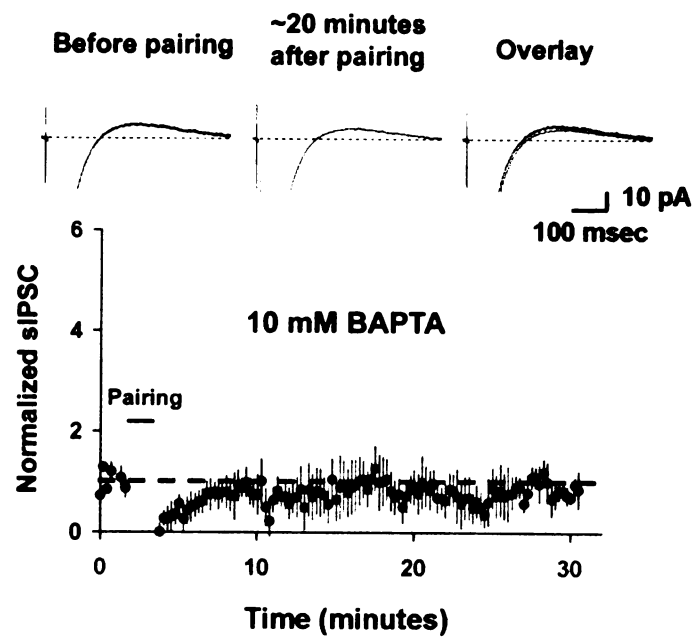 Before pairing
~20 minutes
after pairing
Overlay
10 pA
100 msec
6
4
2
0
Normalized sIPSC
10 mM BAPTA
Pairing
0
10
20
30
Time (minutes)